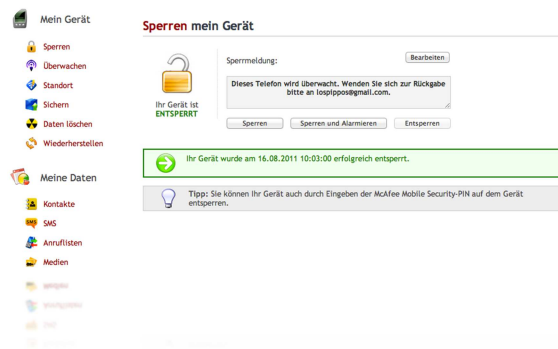 Mein Gerät
Sperren
Überwachen
Standort
Sichern
Daten löschen
Wiederherstellen
Meine Daten
Kontakte
SMS
SMS
Anruflisten
Medien
Sperren mein Gerät
Ihr Gerät ist
ENTSPERRT
Sperrmeldung:
Bearbeiten
Dieses Telefon wird überwacht. Wenden Sie sich zur Rückgabe
bitte an lospippos@gmail.com.
Sperren
Sperren und Alarmieren
Entsperren
Ihr Gerät wurde am 16.08.2011 10:03:00 erfolgreich entsperrt.
Tipp: Sie können Ihr Gerät auch durch Eingeben der McAfee Mobile Security-PIN auf dem Gerät
entsperren.